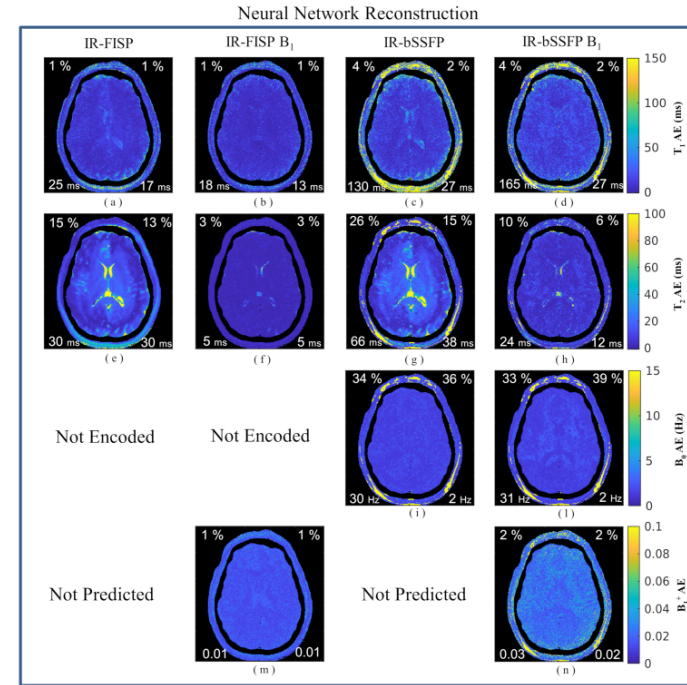 Neural Network Reconstruction
IR-FISP
IR-FISP B1
IR-bSSFP
IR-bSSFP B1
1 % 1 %
25 ms 17 ms
( a )
1 % 1 %
18 ms 13 ms
( b )
4 % 2 %
130 ms 27 ms
( c )
4 % 2 %
165 ms 27 ms
( d )
150
100
50
0
T1 AE (ms)
15 % 13 %
30 ms 30 ms
( e )
3 % 3 %
5 ms 5 ms
( f )
26 % 15 %
66 ms 38 ms
( g )
10 % 6 %
24 ms 12 ms
( h )
100
80
60
40
20
0
T2 AE (ms)
Not Encoded
Not Encoded
34 % 36 %
30 Hz 2 Hz
( i )
33 % 39 %
31 Hz 2 Hz
( l )
15
10
5
0
B0 AE (Hz)
Not Predicted
1 % 1 %
0.01 0.01
( m )
Not Predicted
2 % 2 %
0.03 0.02
( n )
0.1
0.08
0.06
0.04
0.02
0
B1+ AE